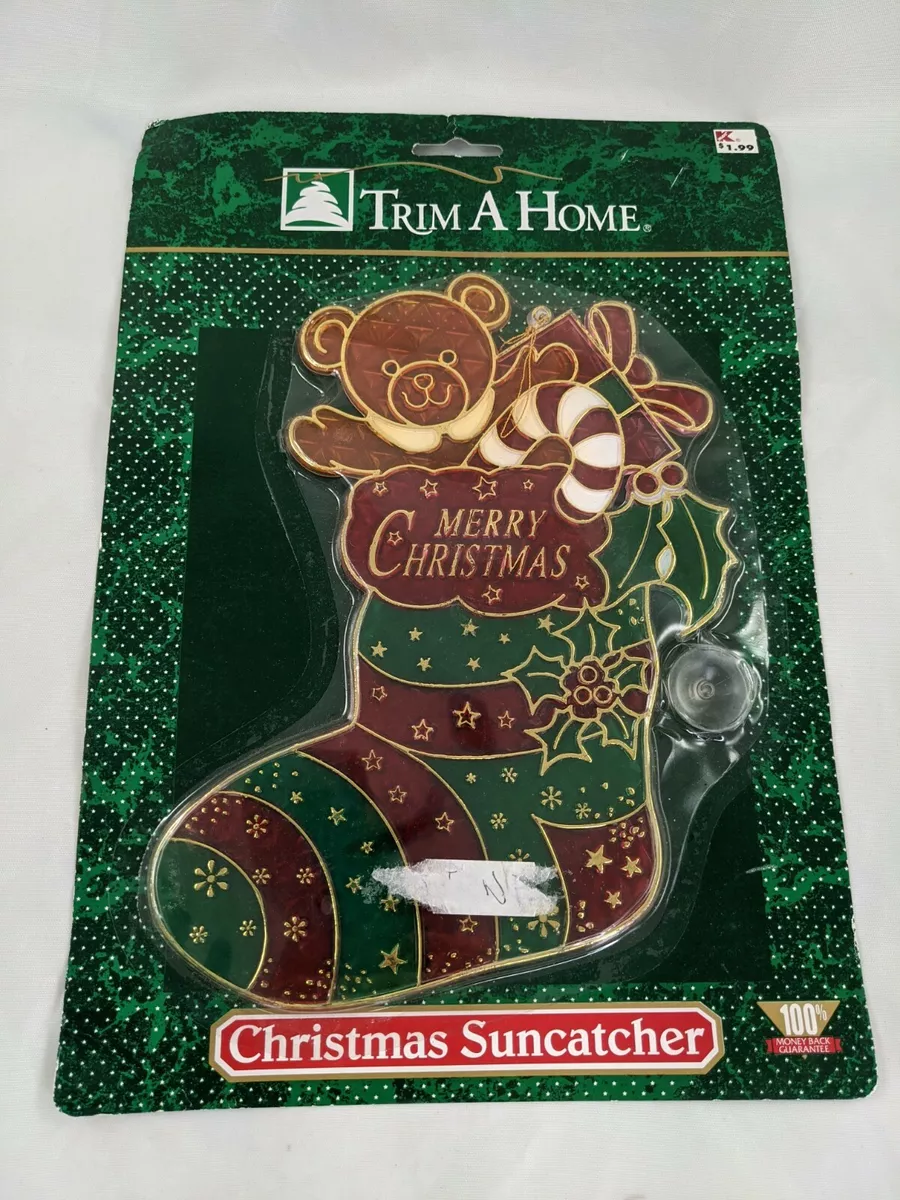 K
$1.99
TRIM A HOME®
MERRY
CHRISTMAS
Christmas Suncatcher
100%
MONEY BACK
GUARANTEE